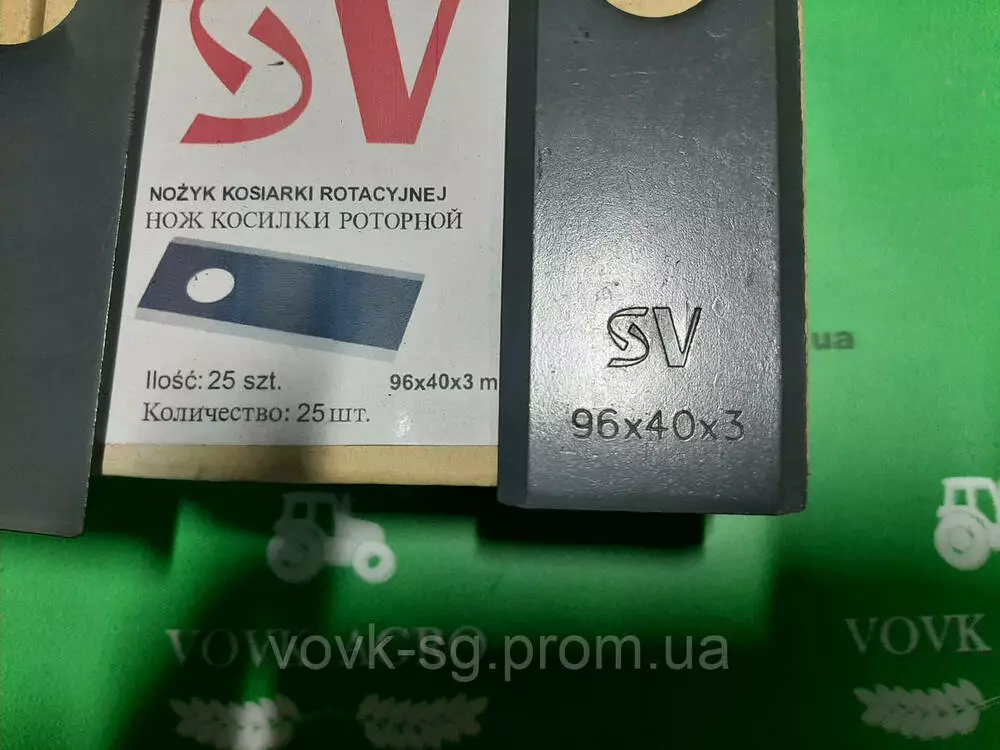 SV
NOŻYK KOSIARKI ROTACYJNEJ
НОЖ КОСИЛКИ РОТОРНОЙ
Ilość: 25 szt.
96x40x3 m
Количество: 25 шт.
SV
96x40x3
ua
VOVK AGRO
VOVK
vovk-sg.prom.ua